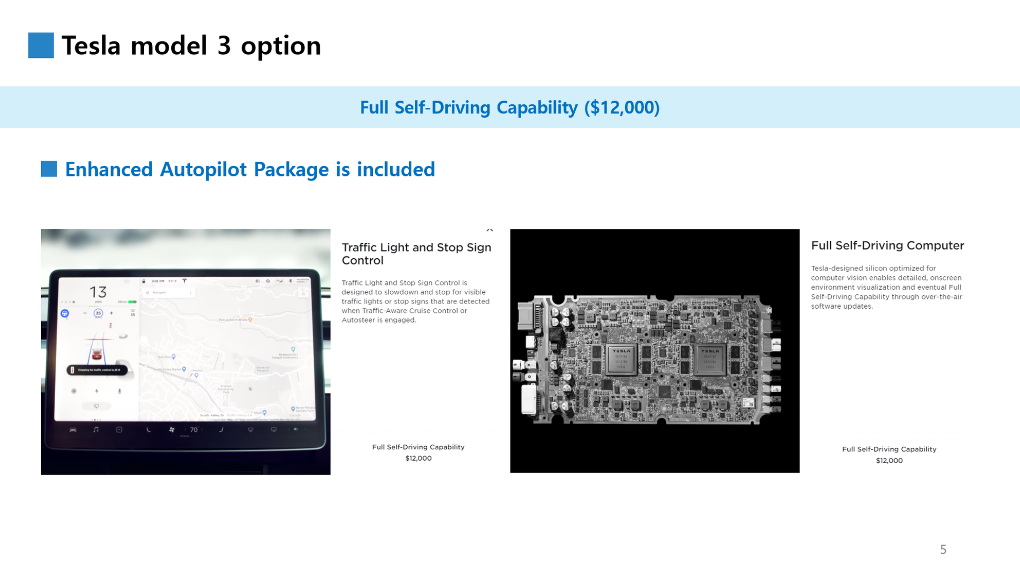 Tesla model 3 option
Full Self-Driving Capability ($12,000)
Enhanced Autopilot Package is included
13
70
Traffic Light and Stop Sign
Control
Traffic Light and Stop Sign Control is
designed to slowdown and stop for visible
traffic lights or stop signs that are detected
when Traffic-Aware Cruise Control or
Autosteer is engaged.
Full Self-Driving Capability
$12,000
TESLA
TESLA
Full Self-Driving Computer
Tesla-designed silicon optimized for
computer vision enables detailed, onscreen
environment visualization and eventual Full
Self-Driving Capability through over-the-air
software updates.
Full Self-Driving Capability
$12,000
5